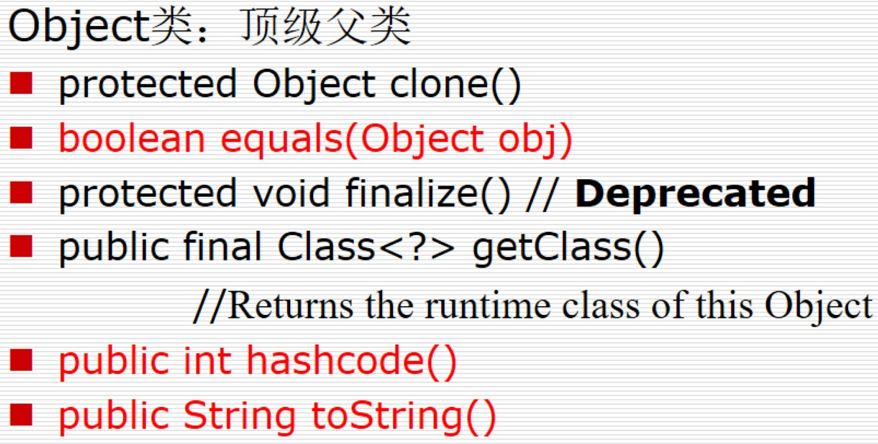 Object类：顶级父类
■ protected Object clone()
■ boolean equals(Object obj)
■ protected void finalize() // Deprecated
■ public final Class<?> getClass()
//Returns the runtime class of this Object
■ public int hashcode()
■ public String toString()